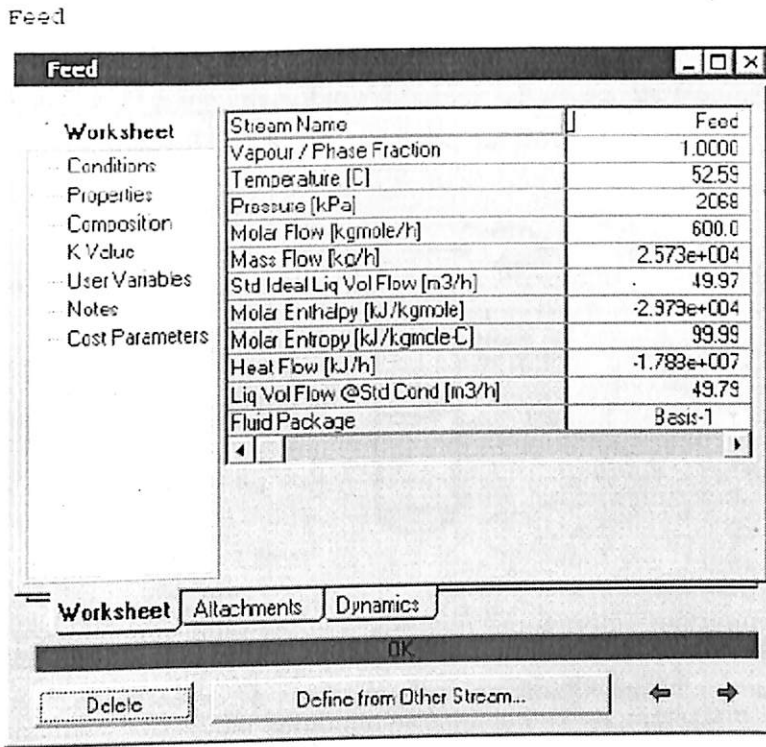 Feed
Feed
Worksheet
Conditions
Properties
Composition
K Value
User Variables
Notes
Cost Parameters
Stream Name Feed
Vapour / Phase Fraction 1.0000
Temperature [C] 52.59
Pressure [kPa] 2068
Molar Flow [kgmole/h] 600.0
Mass Flow [kg/h] 2.573e+004
Std Ideal Liq Vol Flow [m3/h] 49.97
Molar Enthalpy [kJ/kgmole] -2.979e+004
Molar Entropy [kJ/kgmole-C] 99.99
Heat Flow [kJ/h] -1.788e+007
Liq Vol Flow @Std Cond [m3/h] 49.79
Fluid Package Basis-1
Worksheet Attachments Dynamics
OK
Delete Define from Other Stream...